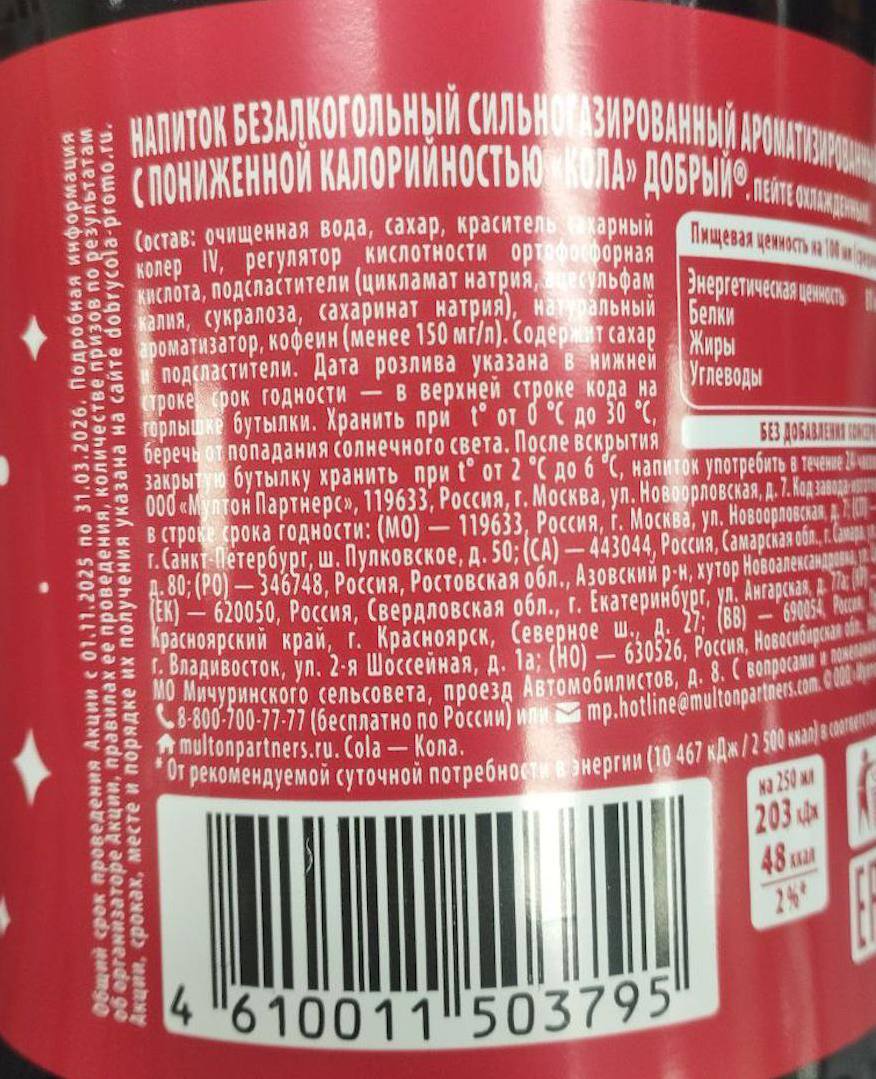 НАПИТОК БЕЗАЛКОГОЛЬНЫЙ СИЛЬНОГАЗИРОВАННЫЙ АРОМАТИЗИРОВАННЫЙ
С ПОНИЖЕННОЙ КАЛОРИЙНОСТЬЮ «КОЛА» ДОБРЫЙ®. ПЕЙТЕ ОХЛАЖДЕННЫМ!
Состав: очищенная вода, сахар, краситель сахарный
колер IV, регулятор кислотности ортофосфорная
кислота, подсластители (цикламат натрия, ацесульфам
калия, сукралоза, сахаринат натрия), натуральный
ароматизатор, кофеин (менее 150 мг/л). Содержит сахар
и подсластители. Дата розлива указана в нижней
строке, срок годности — в верхней строке кода на
горлышке бутылки. Хранить при t° от 0 °C до 30 °C,
беречь от попадания солнечного света. После вскрытия
закрытую бутылку хранить при t° от 2 °C до 6 °C, напиток употребить в течение 24
ООО «Мултон Партнерс», 119633, Россия, г. Москва, ул. Новоорловская, д. 7. Код завода
в строке срока годности: (МО) — 119633, Россия, г. Москва, ул. Новоорловская, д. 7;
г. Санкт-Петербург, ш. Пулковское, д. 50; (СА) — 443044, Россия, Самарская обл., г. Самара,
д. 80; (РО) — 346748, Россия, Ростовская обл., Азовский р-н, хутор Новоалександровка,
(ЕК) — 620050, Россия, Свердловская обл., г. Екатеринбург, ул. Ангарская, д. 77а;
Красноярский край, г. Красноярск, Северное ш., д. 27; (ВВ) — 690054, Россия,
г. Владивосток, ул. 2-я Шоссейная, д. 1а; (НО) — 630526, Россия, Новосибирская обл.,
МО Мичуринского сельсовета, проезд Автомобилистов, д. 8. С вопросами и
8-800-700-77-77 (бесплатно по России) или mp.hotline@multonpartners.com. © ООО
multonpartners.ru. Cola — Кола.
*От рекомендуемой суточной потребности в энергии (10 467 кДж / 2 500 ккал) в
Пищевая ценность на 100 мл
Энергетическая ценность
Белки
Жиры
Углеводы
БЕЗ ДОБАВЛЕНИЯ
на 250 мл
203 кДж
48 ккал
2%*
4 610011 503795
Общий срок проведения Акции с 01.11.2025 по 31.03.2026. Подробная информация
об организаторе Акции, правилах ее проведения, количестве призов по результатам
Акции, сроках, месте и порядке их получения указана на сайте dobrycola-promo.ru.